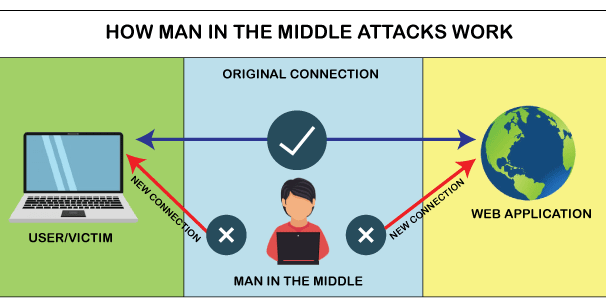 HOW MAN IN THE MIDDLE ATTACKS WORK
ORIGINAL CONNECTION
NEW CONNECTION
NEW CONNECTION
WEB APPLICATION
USER/VICTIM
MAN IN THE MIDDLE